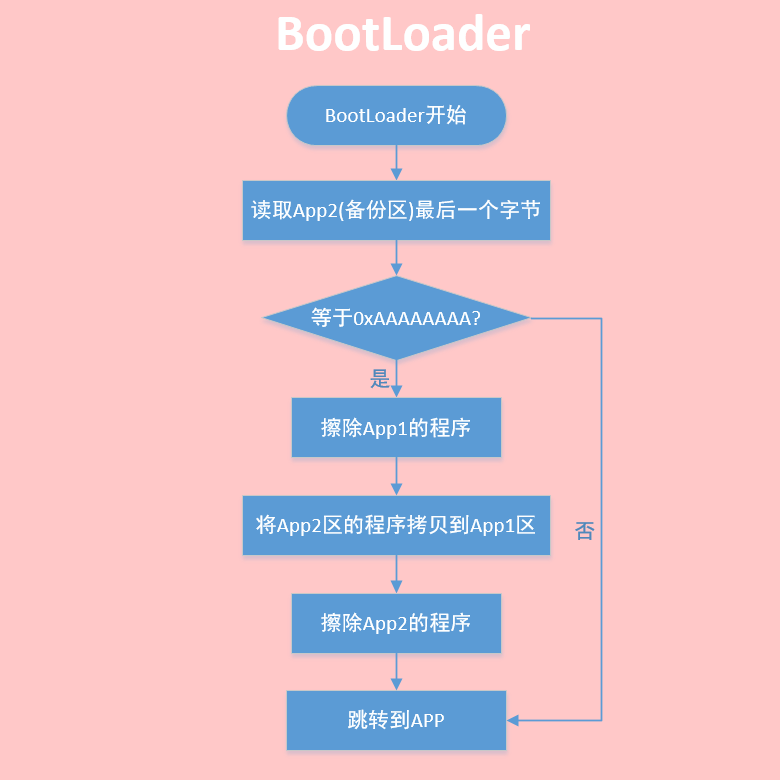 BootLoader
BootLoader开始
读取App2(备份区)最后一个字节
等于0xAAAAAAAA?
是
擦除App1的程序
将App2区的程序拷贝到App1区
否
擦除App2的程序
跳转到APP